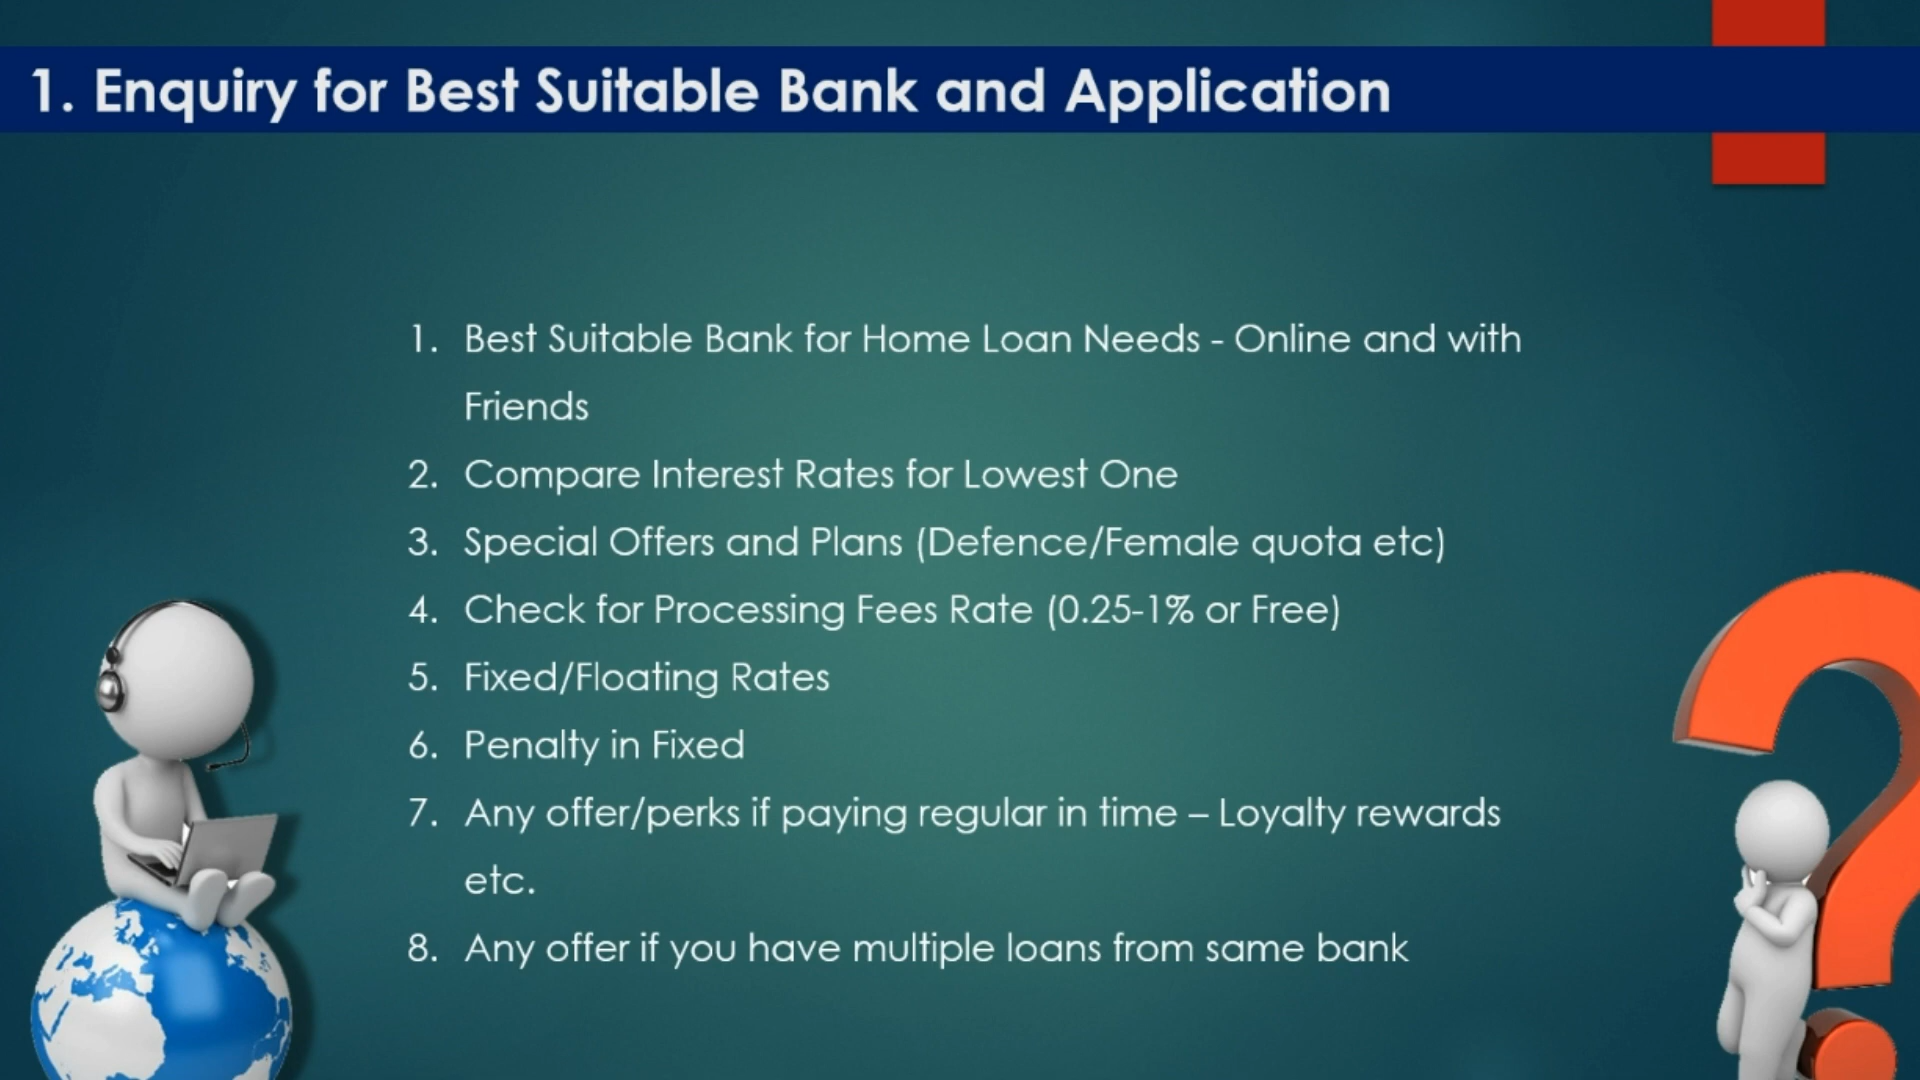 1. Enquiry for Best Suitable Bank and Application
1. Best Suitable Bank for Home Loan Needs - Online and with
Friends
2. Compare Interest Rates for Lowest One
3. Special Offers and Plans (Defence/Female quota etc)
4. Check for Processing Fees Rate (0.25-1% or Free)
5. Fixed/Floating Rates
6. Penalty in Fixed
7. Any offer/perks if paying regular in time – Loyalty rewards
etc.
8. Any offer if you have multiple loans from same bank